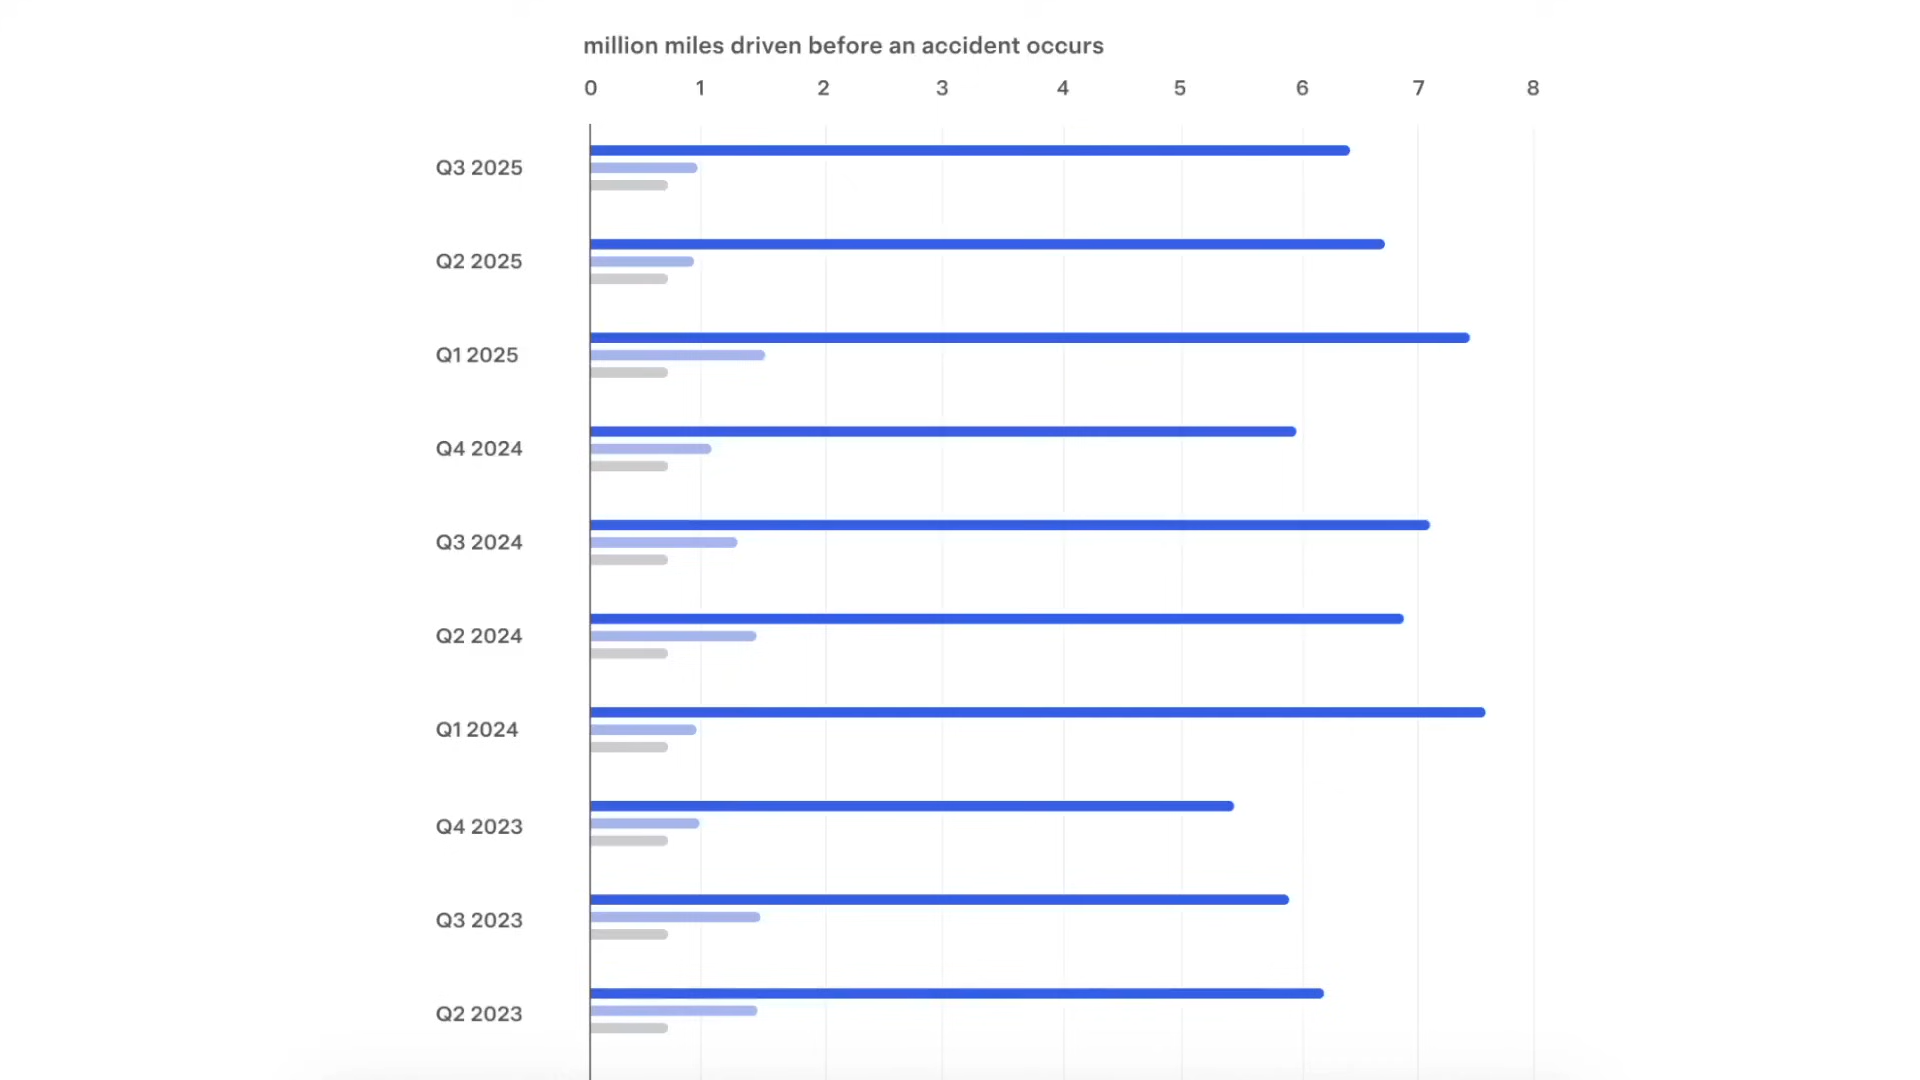 million miles driven before an accident occurs
0 1 2 3 4 5 6 7 8
Q3 2025
Q2 2025
Q1 2025
Q4 2024
Q3 2024
Q2 2024
Q1 2024
Q4 2023
Q3 2023
Q2 2023